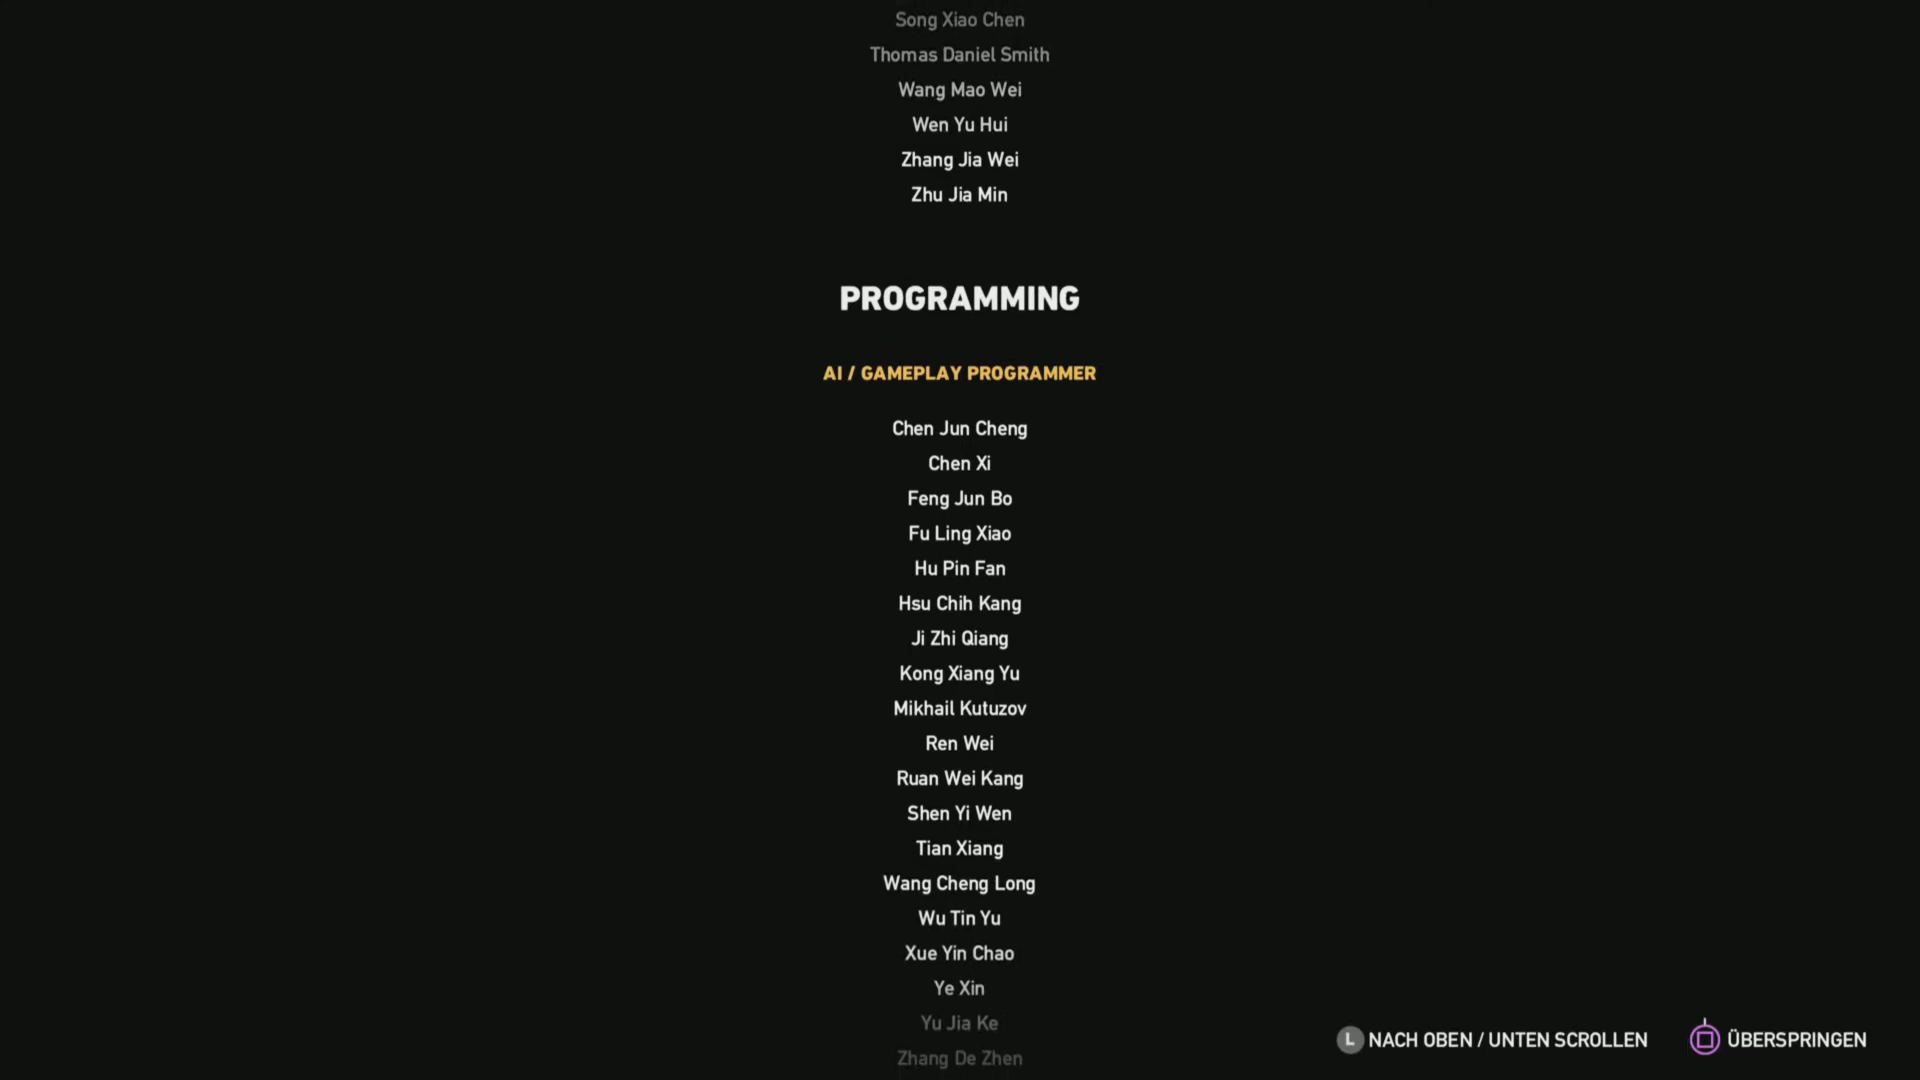 Song Xiao Chen
Thomas Daniel Smith
Wang Mao Wei
Wen Yu Hui
Zhang Jia Wei
Zhu Jia Min
PROGRAMMING
AI / GAMEPLAY PROGRAMMER
Chen Jun Cheng
Chen Xi
Feng Jun Bo
Fu Ling Xiao
Hu Pin Fan
Hsu Chih Kang
Ji Zhi Qiang
Kong Xiang Yu
Mikhail Kutuzov
Ren Wei
Ruan Wei Kang
Shen Yi Wen
Tian Xiang
Wang Cheng Long
Wu Tin Yu
Xue Yin Chao
Ye Xin
Yu Jia Ke
Zhang De Zhen
L NACH OBEN / UNTEN SCROLLEN
ÜBERSPRINGEN